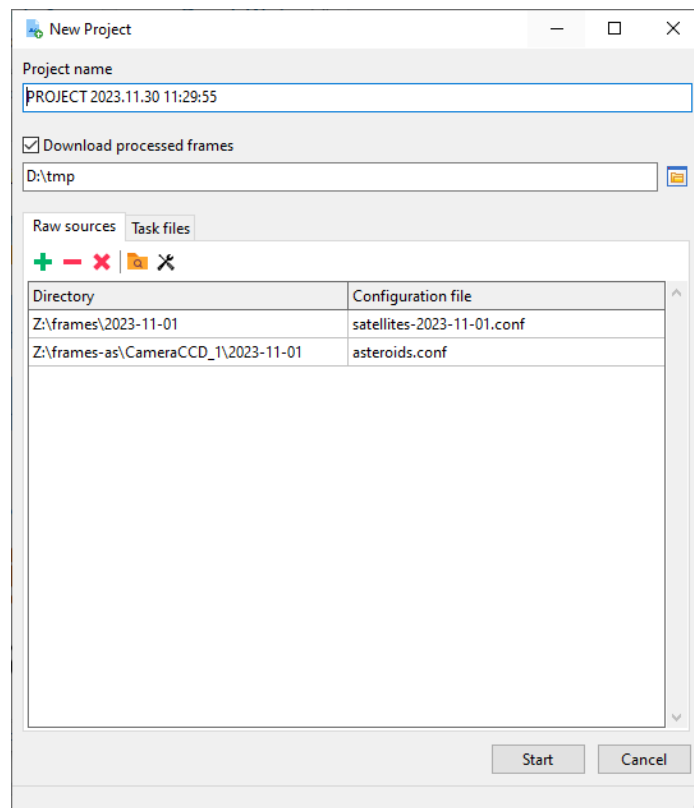 New Project
Project name
PROJECT 2023.11.30 11:29:55
Download processed frames
D:\tmp
Raw sources Task files
Directory Configuration file
Z:\frames\2023-11-01 satellites-2023-11-01.conf
Z:\frames-as\CameraCCD_1\2023-11-01 asteroids.conf
Start Cancel